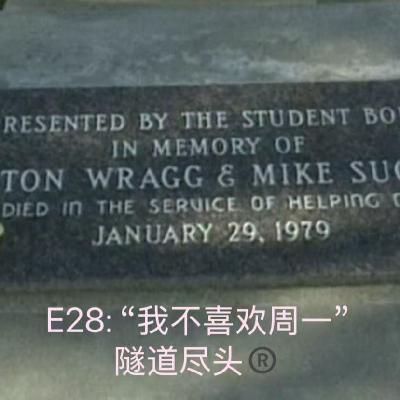 RESENTED BY THE STUDENT BO
IN MEMORY OF
TON WRAGG & MIKE SUC
DIED IN THE SERVICE OF HELPING
JANUARY 29, 1979
E28: “我不喜欢周一”
隧道尽头®